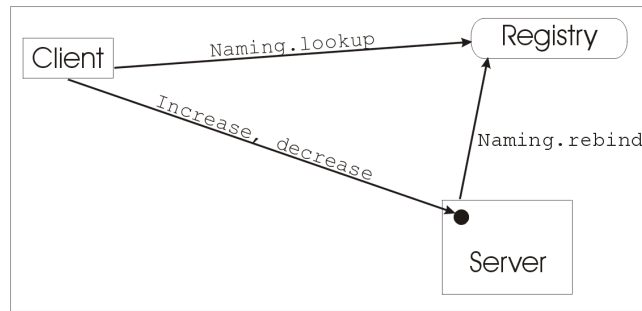 Registry
Client
Naming.lookup
Increase, decrease
Naming.rebind
Server